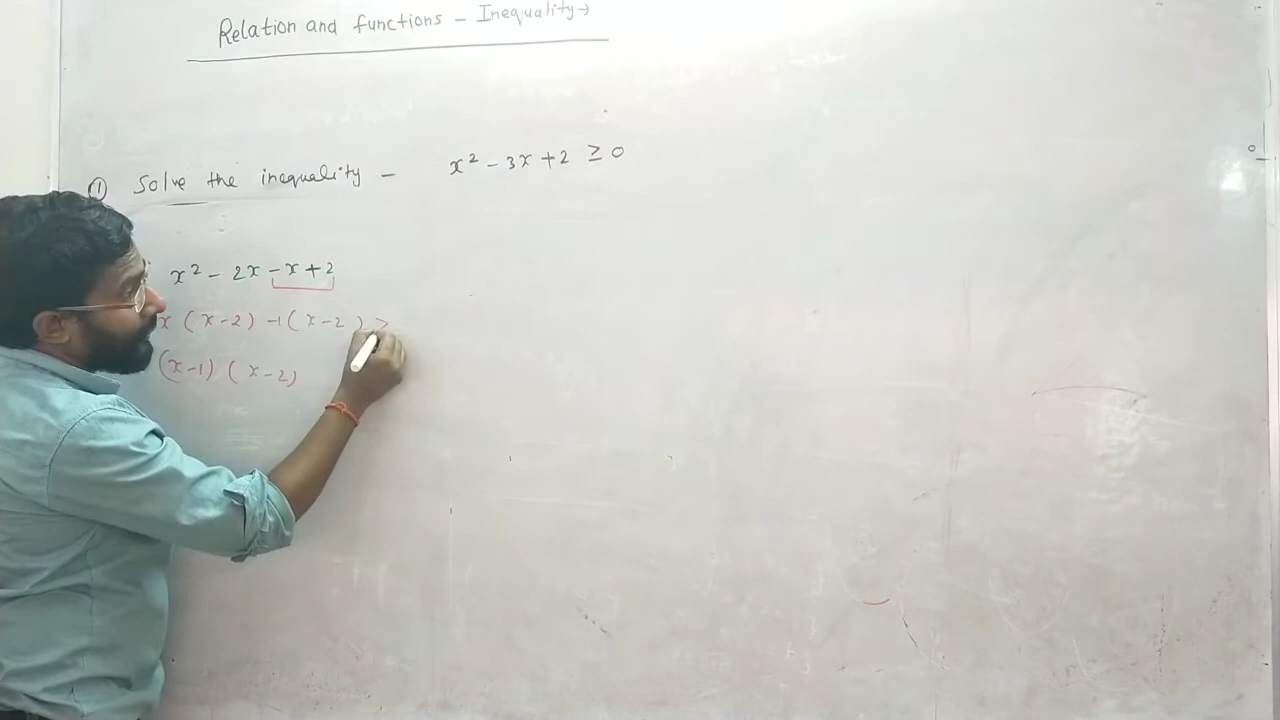 Relation and functions - Inequality →
① Solve the inequality - x² - 3x + 2 ≥ 0
x² - 2x - x + 2
x ( x - 2 ) - 1 ( x - 2 ) >
(x - 1) ( x - 2)